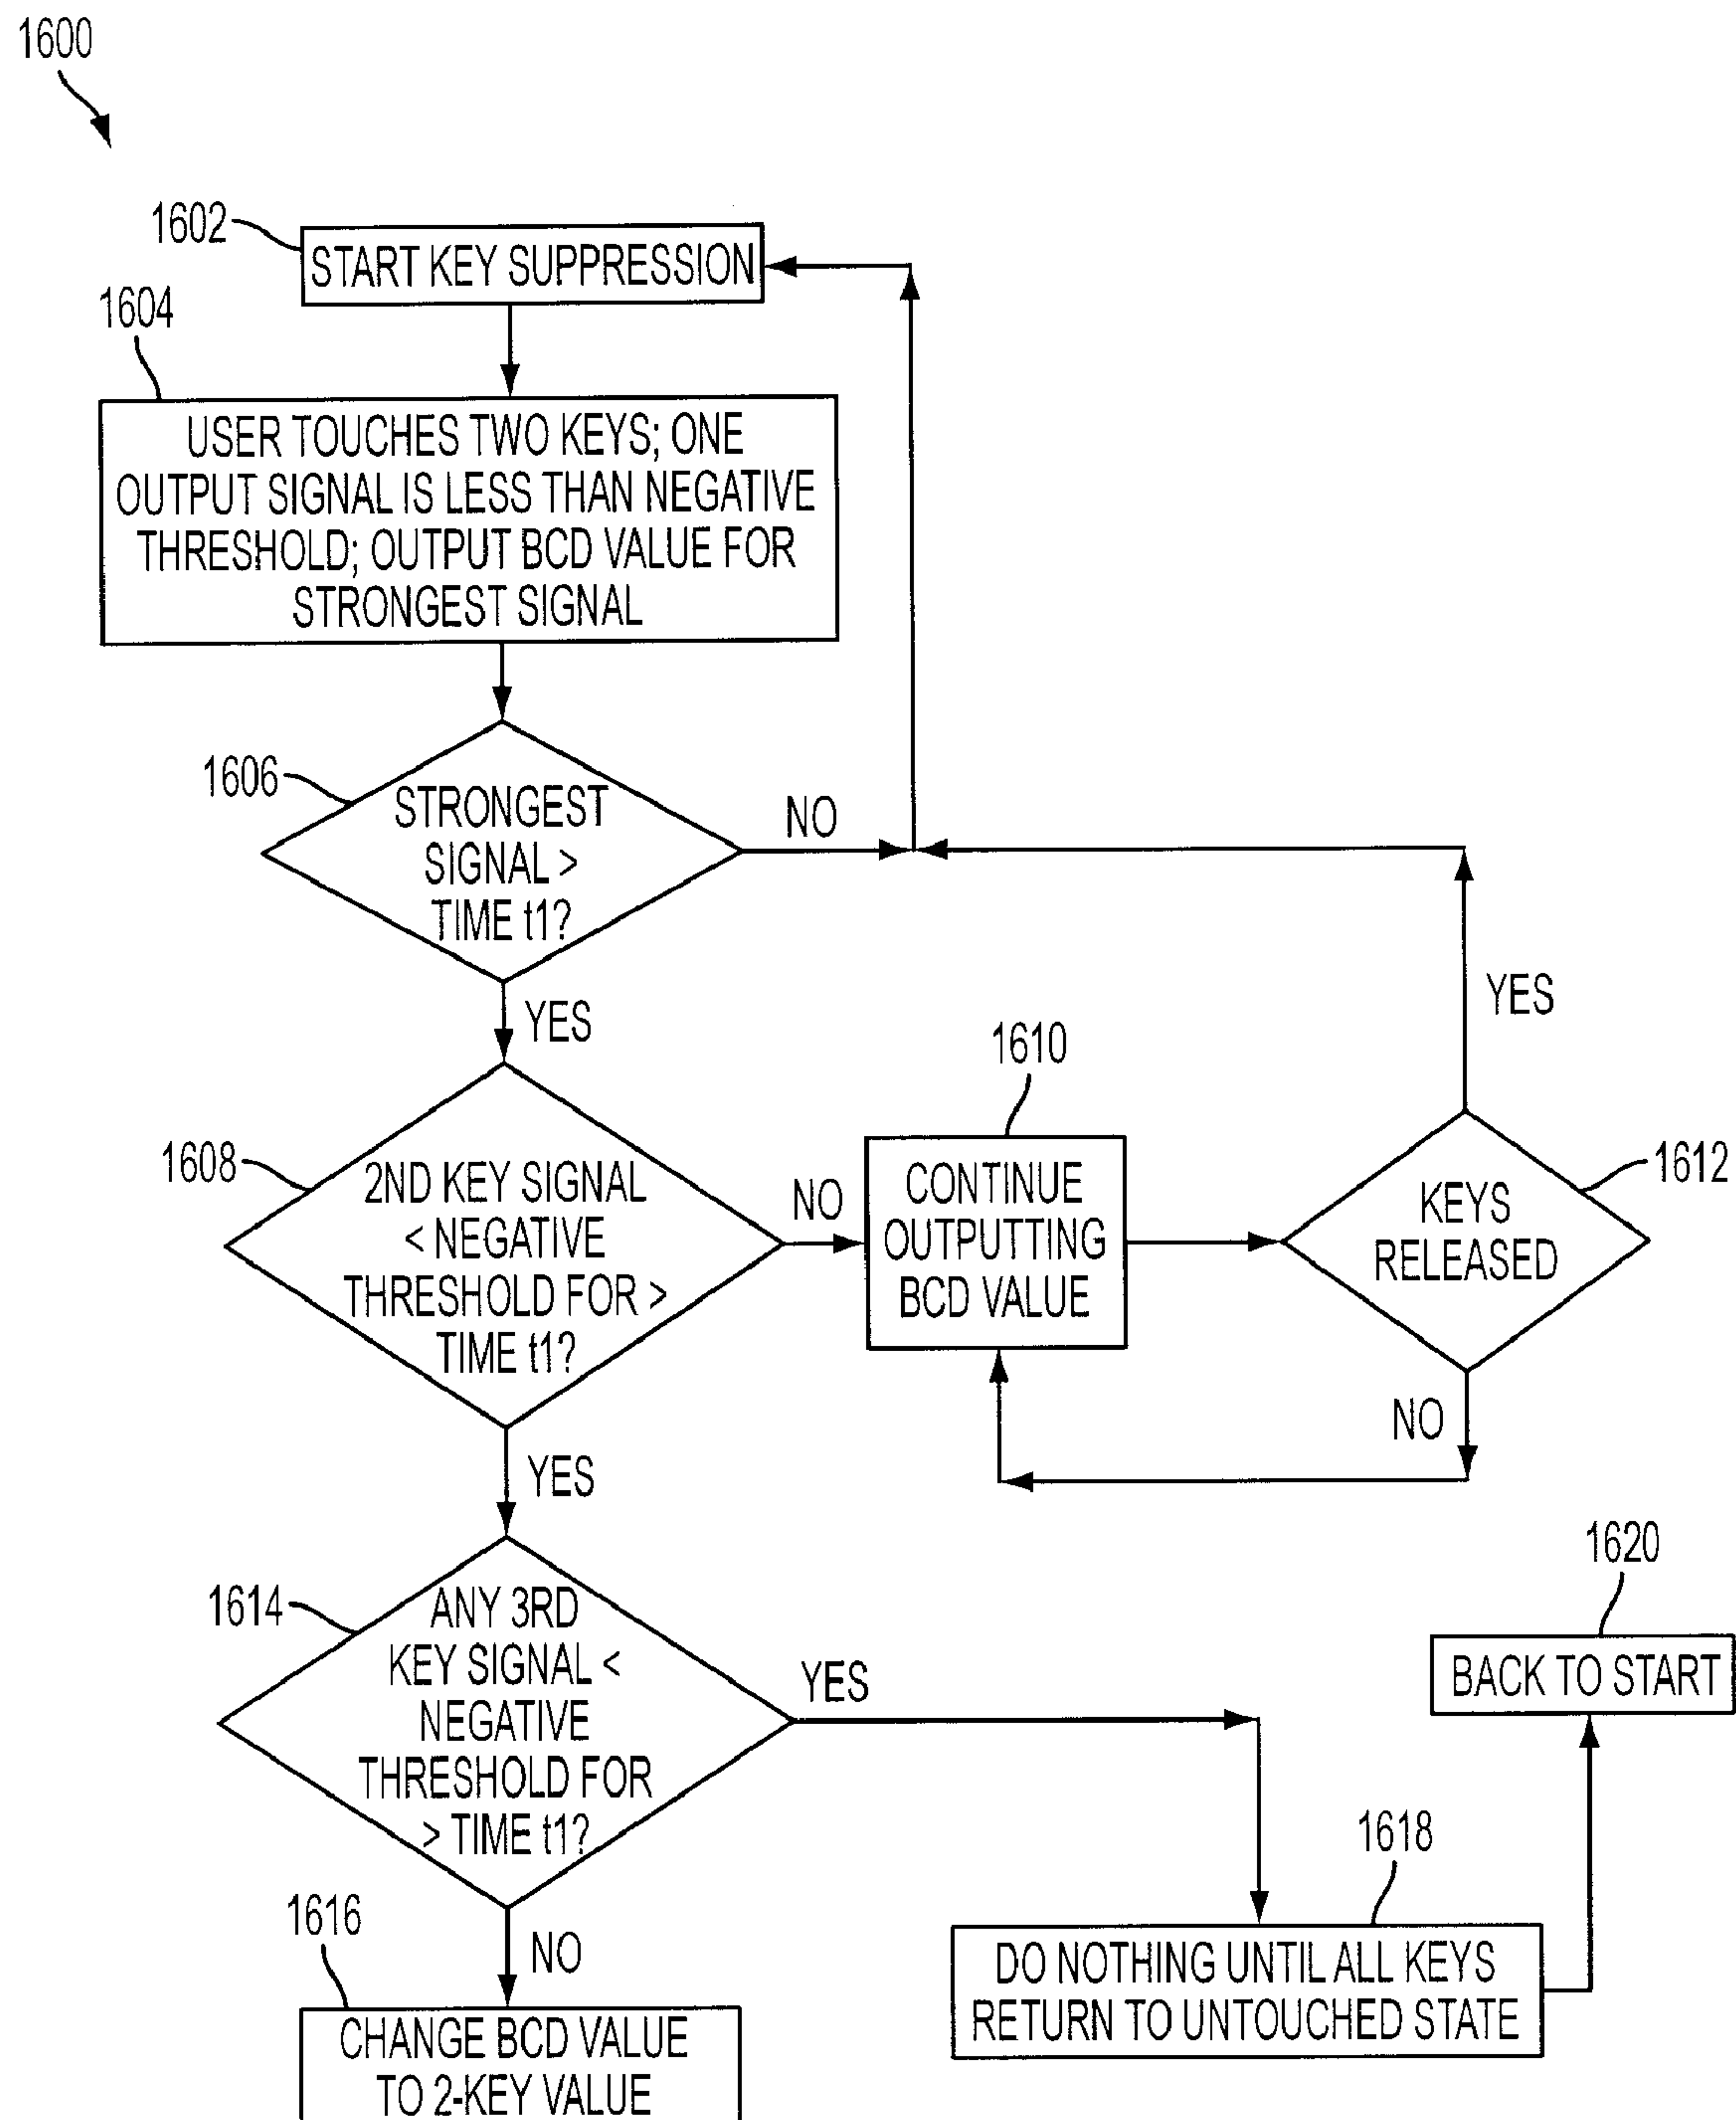 1600
1602
START KEY SUPPRESSION
1604
USER TOUCHES TWO KEYS; ONE
OUTPUT SIGNAL IS LESS THAN NEGATIVE
THRESHOLD; OUTPUT BCD VALUE FOR
STRONGEST SIGNAL
1606
STRONGEST
SIGNAL >
TIME t1?
NO
YES
YES
1608
2ND KEY SIGNAL
< NEGATIVE
THRESHOLD FOR >
TIME t1?
NO
1610
CONTINUE
OUTPUTTING
BCD VALUE
1612
KEYS
RELEASED
NO
YES
1614
ANY 3RD
KEY SIGNAL <
NEGATIVE
THRESHOLD FOR
> TIME t1?
YES
1620
BACK TO START
1618
DO NOTHING UNTIL ALL KEYS
RETURN TO UNTOUCHED STATE
NO
1616
CHANGE BCD VALUE
TO 2-KEY VALUE